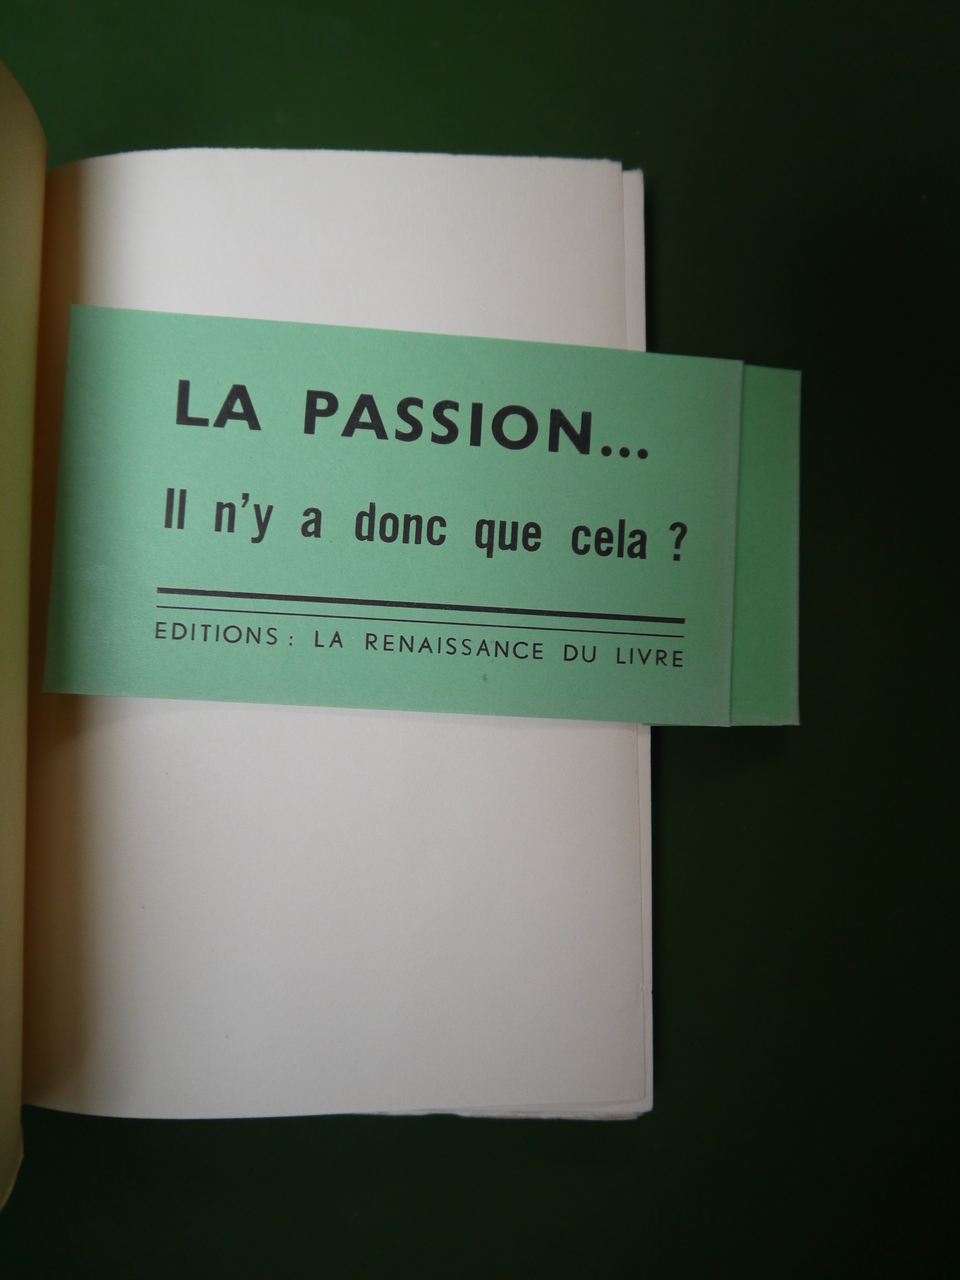 LA PASSION...
Il n'y a donc que cela ?
EDITIONS : LA RENAISSANCE DU LIVRE